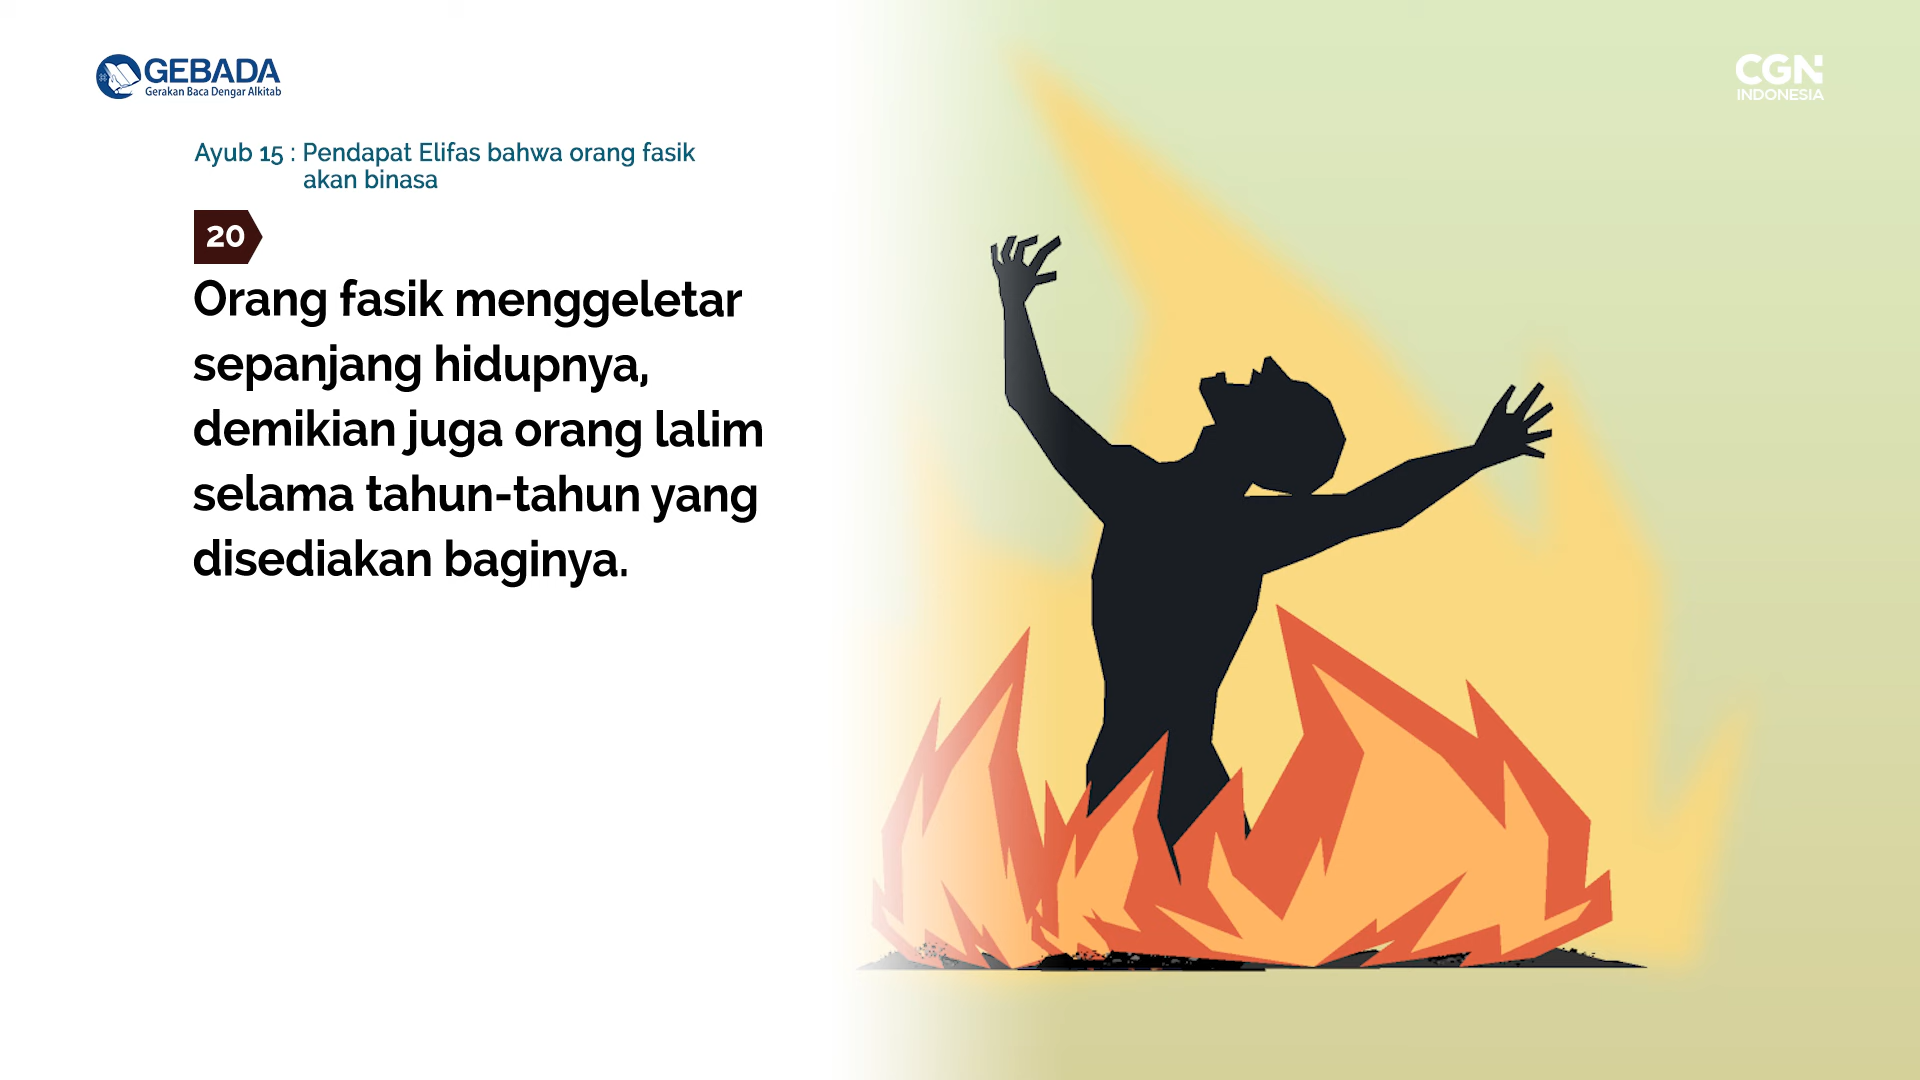 GEBADA
Gerakan Baca Dengar Alkitab
CGN
INDONESIA
Ayub 15 : Pendapat Elifas bahwa orang fasik
akan binasa
20
Orang fasik menggeletar
sepanjang hidupnya,
demikian juga orang lalim
selama tahun-tahun yang
disediakan baginya.